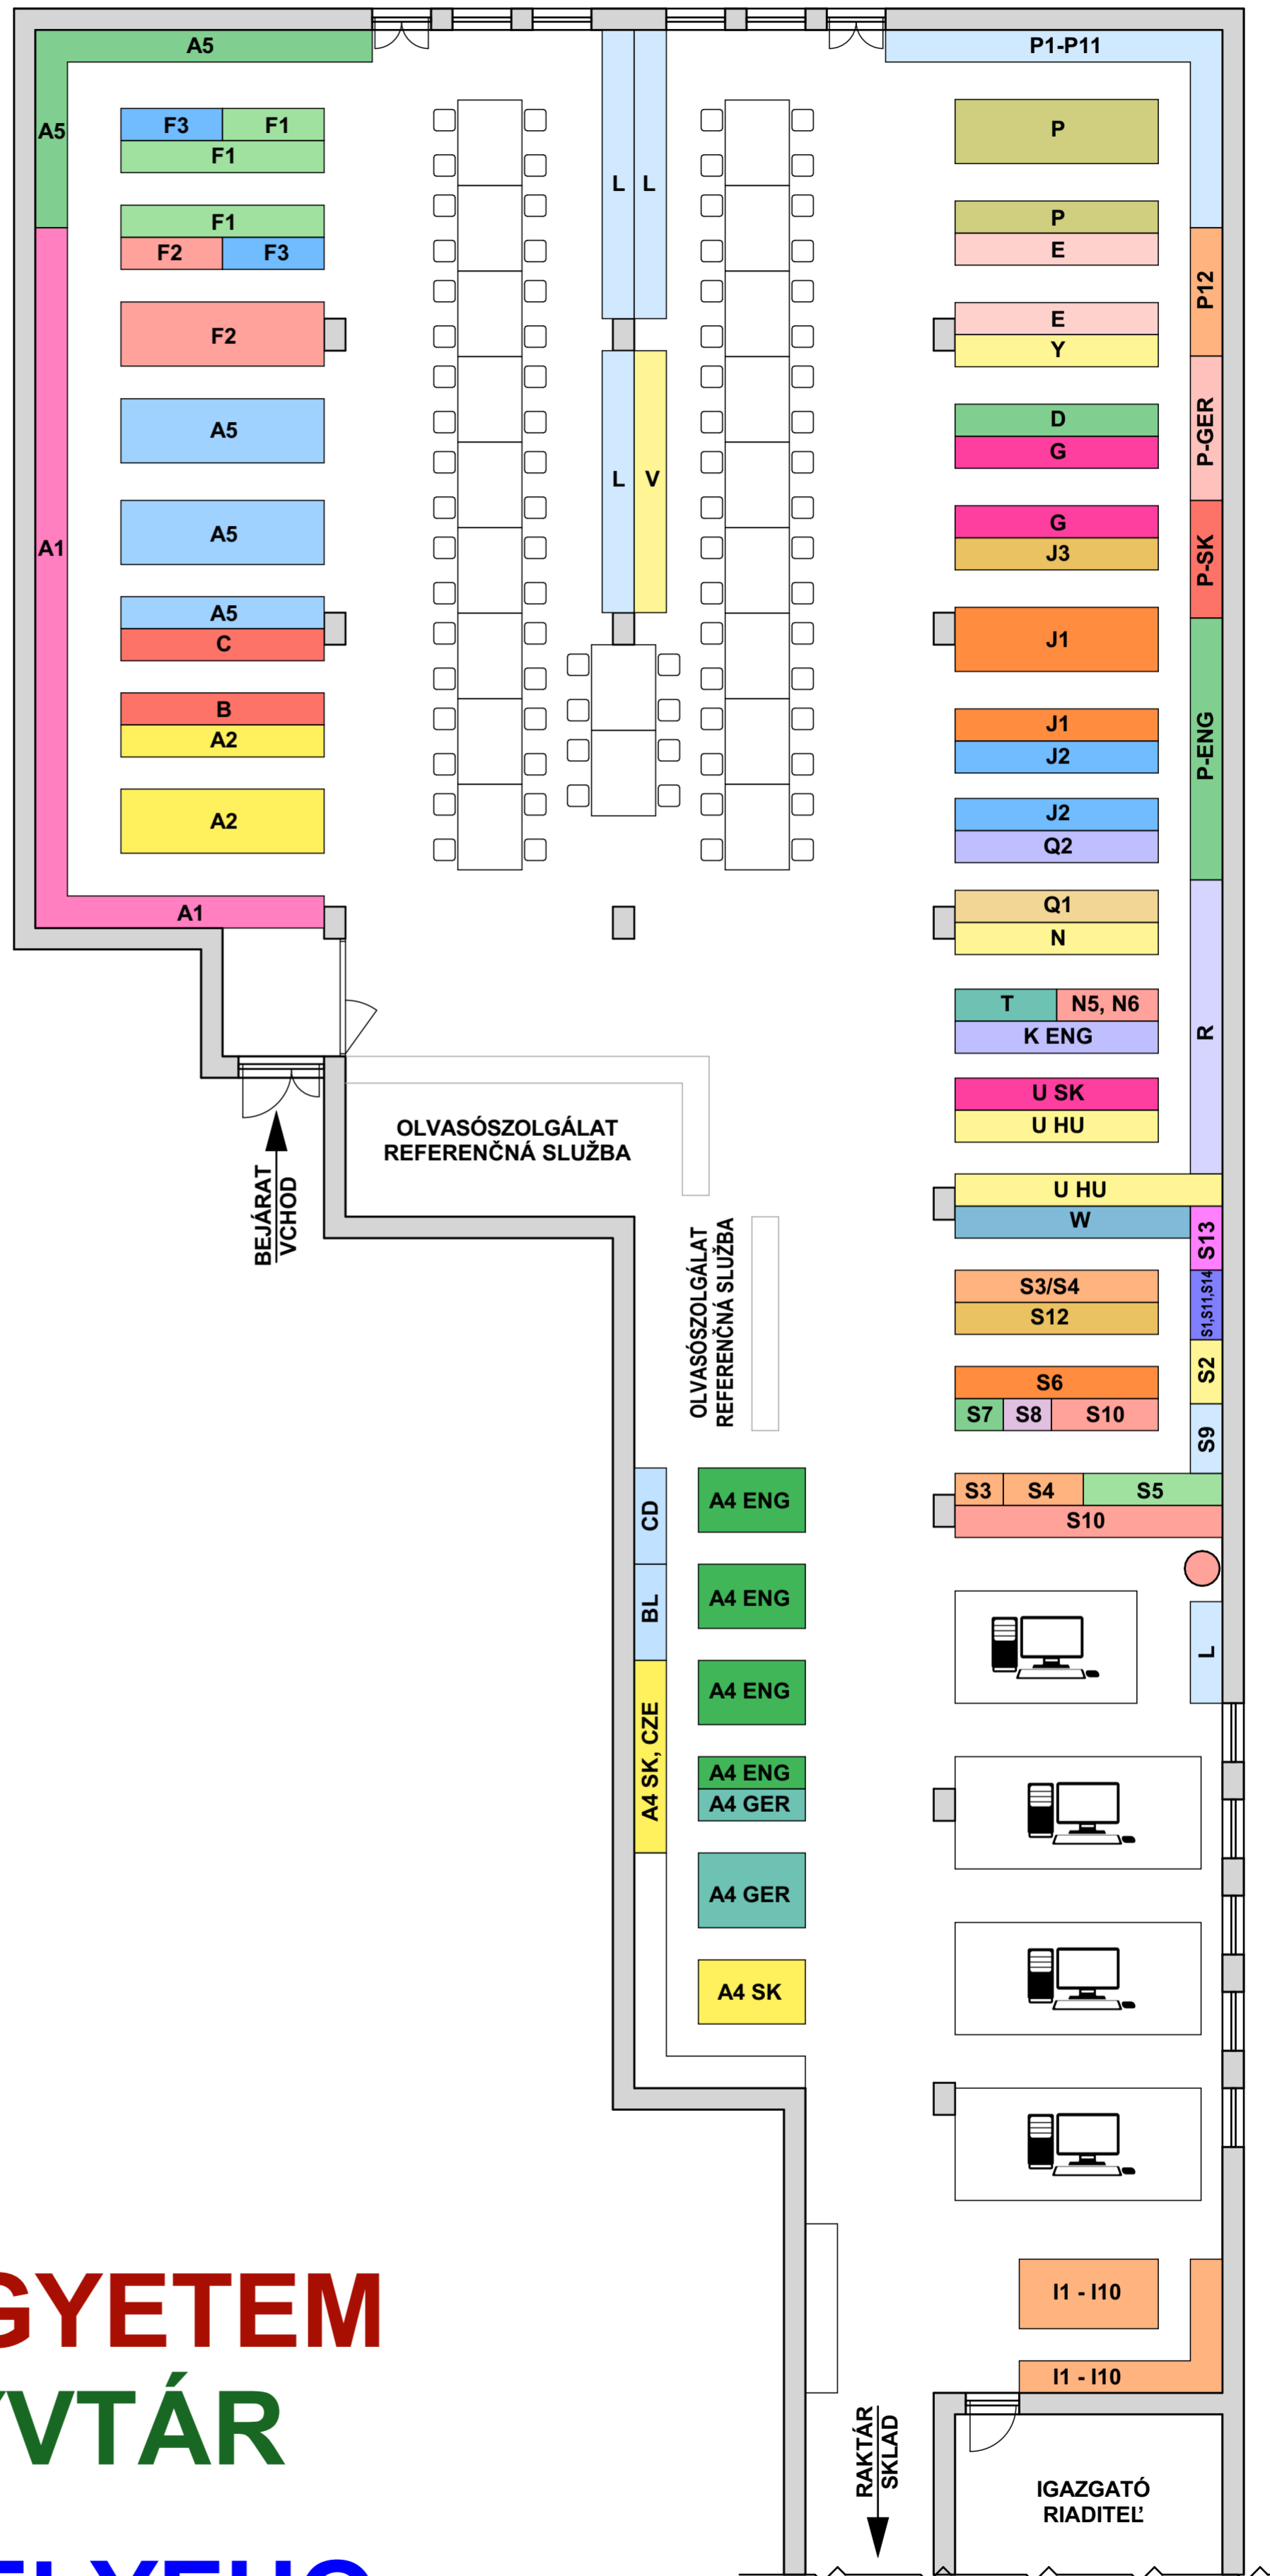 A5
P1-P11
A5
F3
F1
F1
F1
F2
F3
F2
A5
A5
A5
C
B
A2
A2
A1
A1
L
L
L
V
P
P
E
E
Y
D
G
G
J3
J1
J1
J2
J2
Q2
Q1
N
T
N5, N6
K ENG
U SK
U HU
U HU
W
P12
P-GER
P-SK
P-ENG
R
S13
S1,S11,S14
S2
S9
S3/S4
S12
S6
S7
S8
S10
S3
S4
S5
S10
L
BEJÁRAT
VCHOD
OLVASÓSZOLGÁLAT
REFERENČNÁ SLUŽBA
OLVASÓSZOLGÁLAT
REFERENČNÁ SLUŽBA
CD
BL
A4 SK, CZE
A4 ENG
A4 ENG
A4 ENG
A4 ENG
A4 GER
A4 GER
A4 SK
I1 - I10
I1 - I10
RAKTÁR
SKLAD
IGAZGATÓ
RIADITEĽ
GYETEM
VTÁR